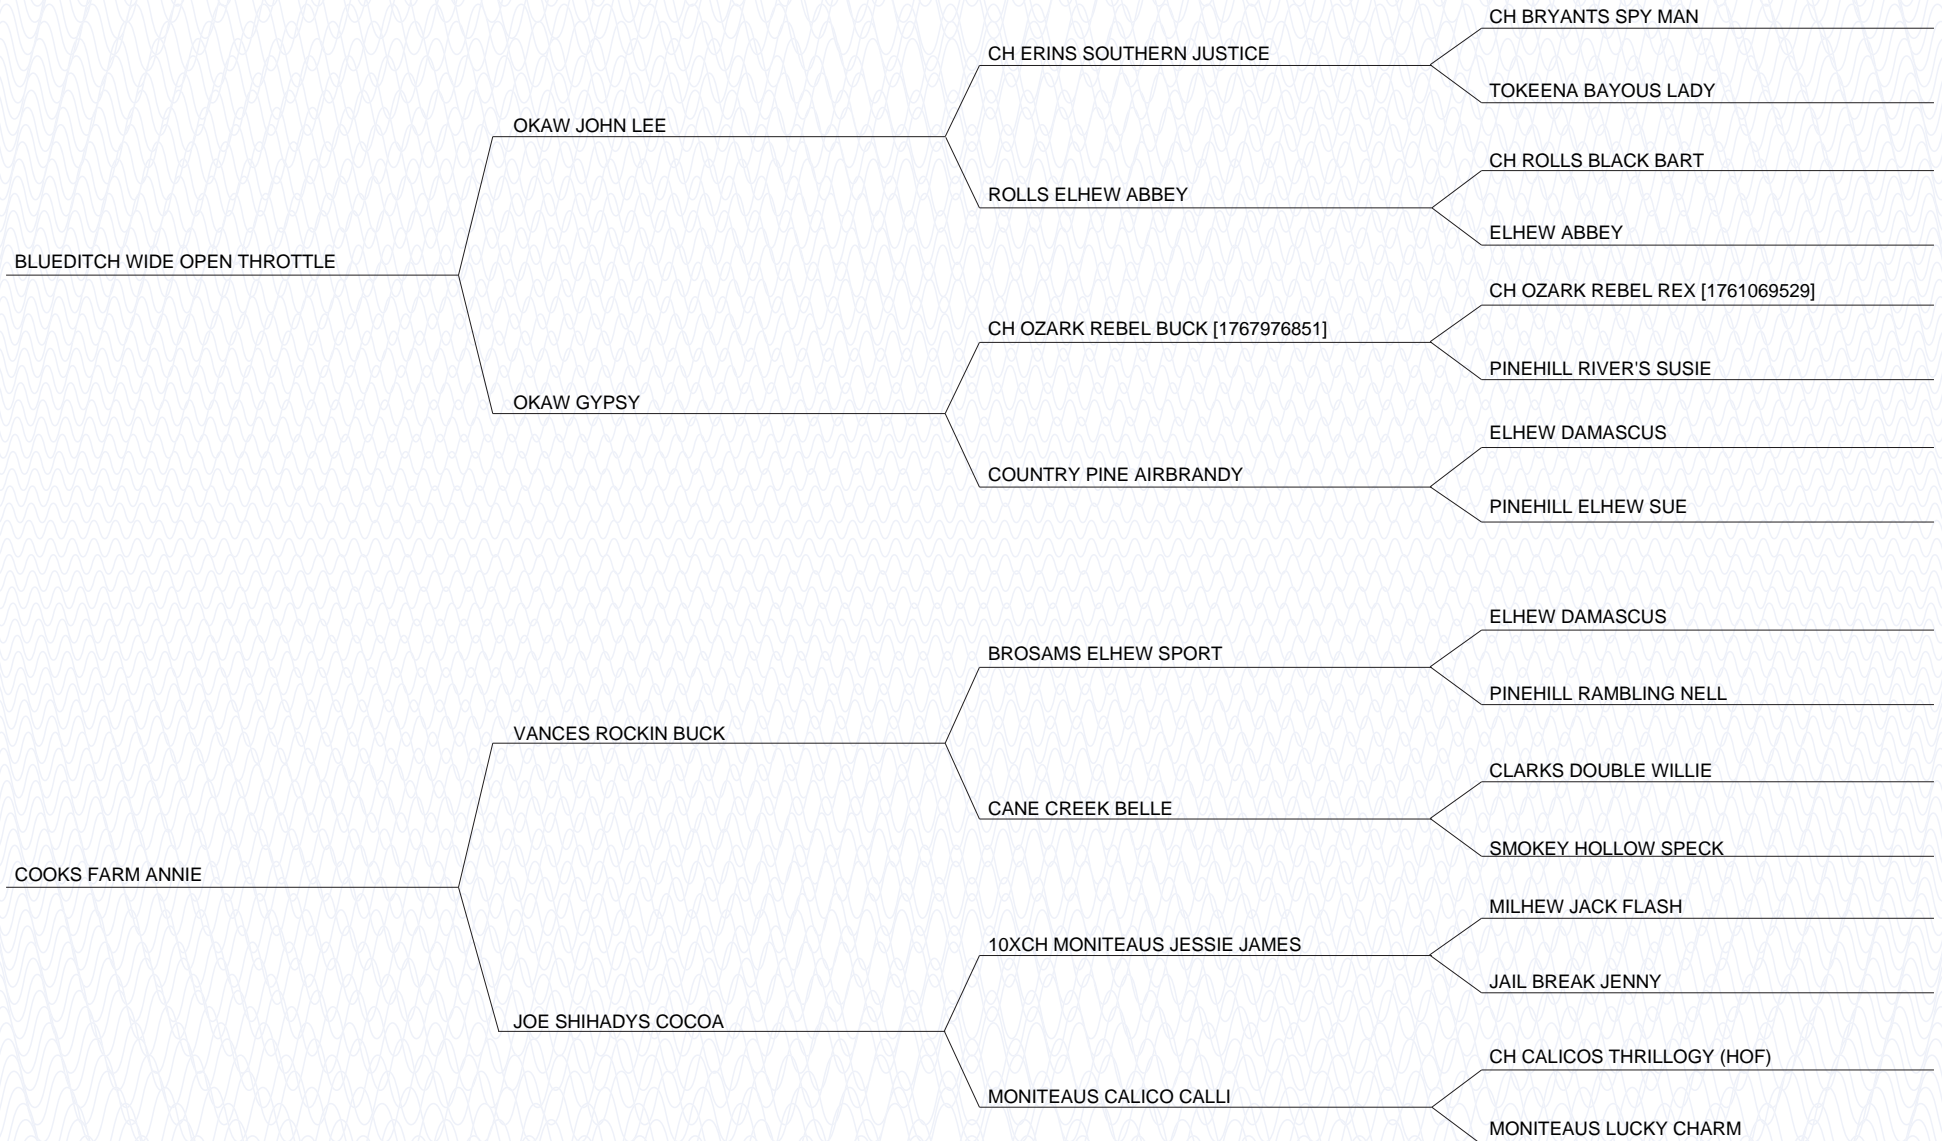 CH BRYANTS SPY MAN
CH ERINS SOUTHERN JUSTICE
TOKEENA BAYOUS LADY
OKAW JOHN LEE
CH ROLLS BLACK BART
ROLLS ELHEW ABBEY
ELHEW ABBEY
BLUEDITCH WIDE OPEN THROTTLE
CH OZARK REBEL REX [1761069529]
CH OZARK REBEL BUCK [1767976851]
PINEHILL RIVER'S SUSIE
OKAW GYPSY
ELHEW DAMASCUS
COUNTRY PINE AIRBRANDY
PINEHILL ELHEW SUE
ELHEW DAMASCUS
BROSAMS ELHEW SPORT
PINEHILL RAMBLING NELL
VANCES ROCKIN BUCK
CLARKS DOUBLE WILLIE
CANE CREEK BELLE
SMOKEY HOLLOW SPECK
COOKS FARM ANNIE
MILHEW JACK FLASH
10XCH MONITEAUS JESSIE JAMES
JAIL BREAK JENNY
JOE SHIHADYS COCOA
CH CALICOS THRILLOGY (HOF)
MONITEAUS CALICO CALLI
MONITEAUS LUCKY CHARM